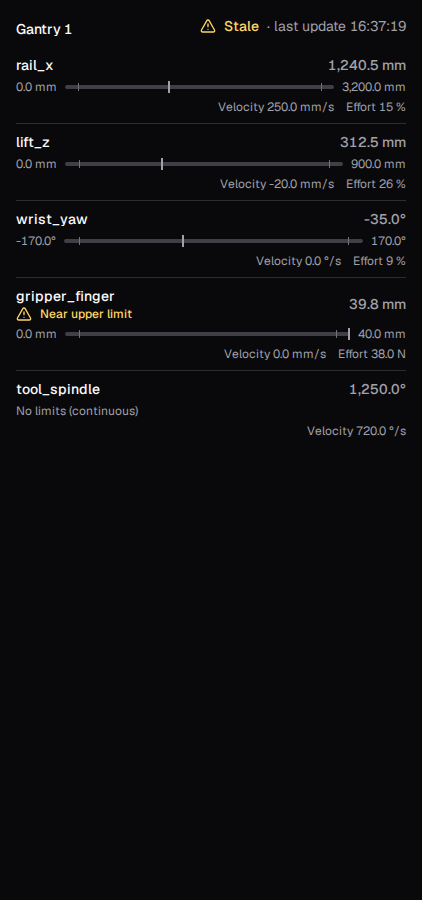 Gantry 1 Stale · last update 16:37:19
rail_x 1,240.5 mm
0.0 mm 3,200.0 mm
Velocity 250.0 mm/s Effort 15 %
lift_z 312.5 mm
0.0 mm 900.0 mm
Velocity -20.0 mm/s Effort 26 %
wrist_yaw -35.0°
-170.0° 170.0°
Velocity 0.0 °/s Effort 9 %
gripper_finger 39.8 mm
Near upper limit
0.0 mm 40.0 mm
Velocity 0.0 mm/s Effort 38.0 N
tool_spindle 1,250.0°
No limits (continuous)
Velocity 720.0 °/s